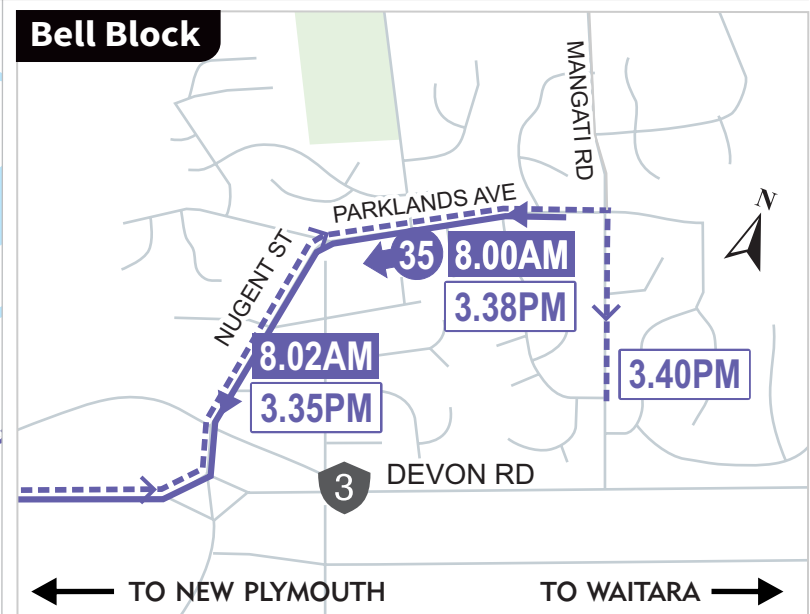 Bell Block
MANGATI RD
N
PARKLANDS AVE
NUGENT ST
35
8.00AM
3.38PM
8.02AM
3.35PM
3.40PM
3
DEVON RD
TO NEW PLYMOUTH
TO WAITARA